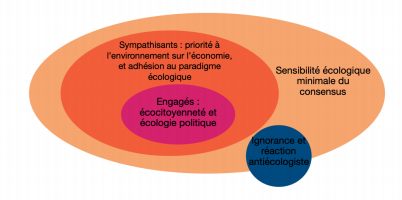 Sympathisants : priorité à
l'environnement sur l'économie,
et adhésion au paradigme
écologique
Sensibilité écologique
minimale du
consensus
Engagés :
écocitoyenneté et
écologie politique
Ignorance et
réaction
antiécologiste